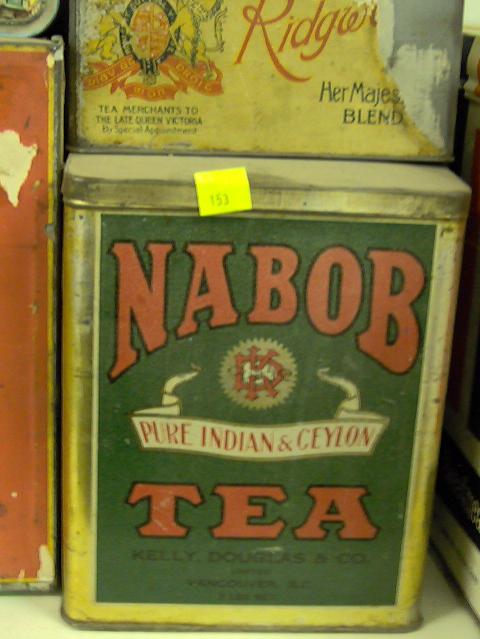 Ridgw
TEA MERCHANTS TO
THE LATE QUEEN VICTORIA
By Special Appointment
Her Majes
BLEND
153
NABOB
PURE INDIAN & CEYLON
TEA
KELLY, DOUGLAS & CO.
LIMITED
VANCOUVER, B.C.